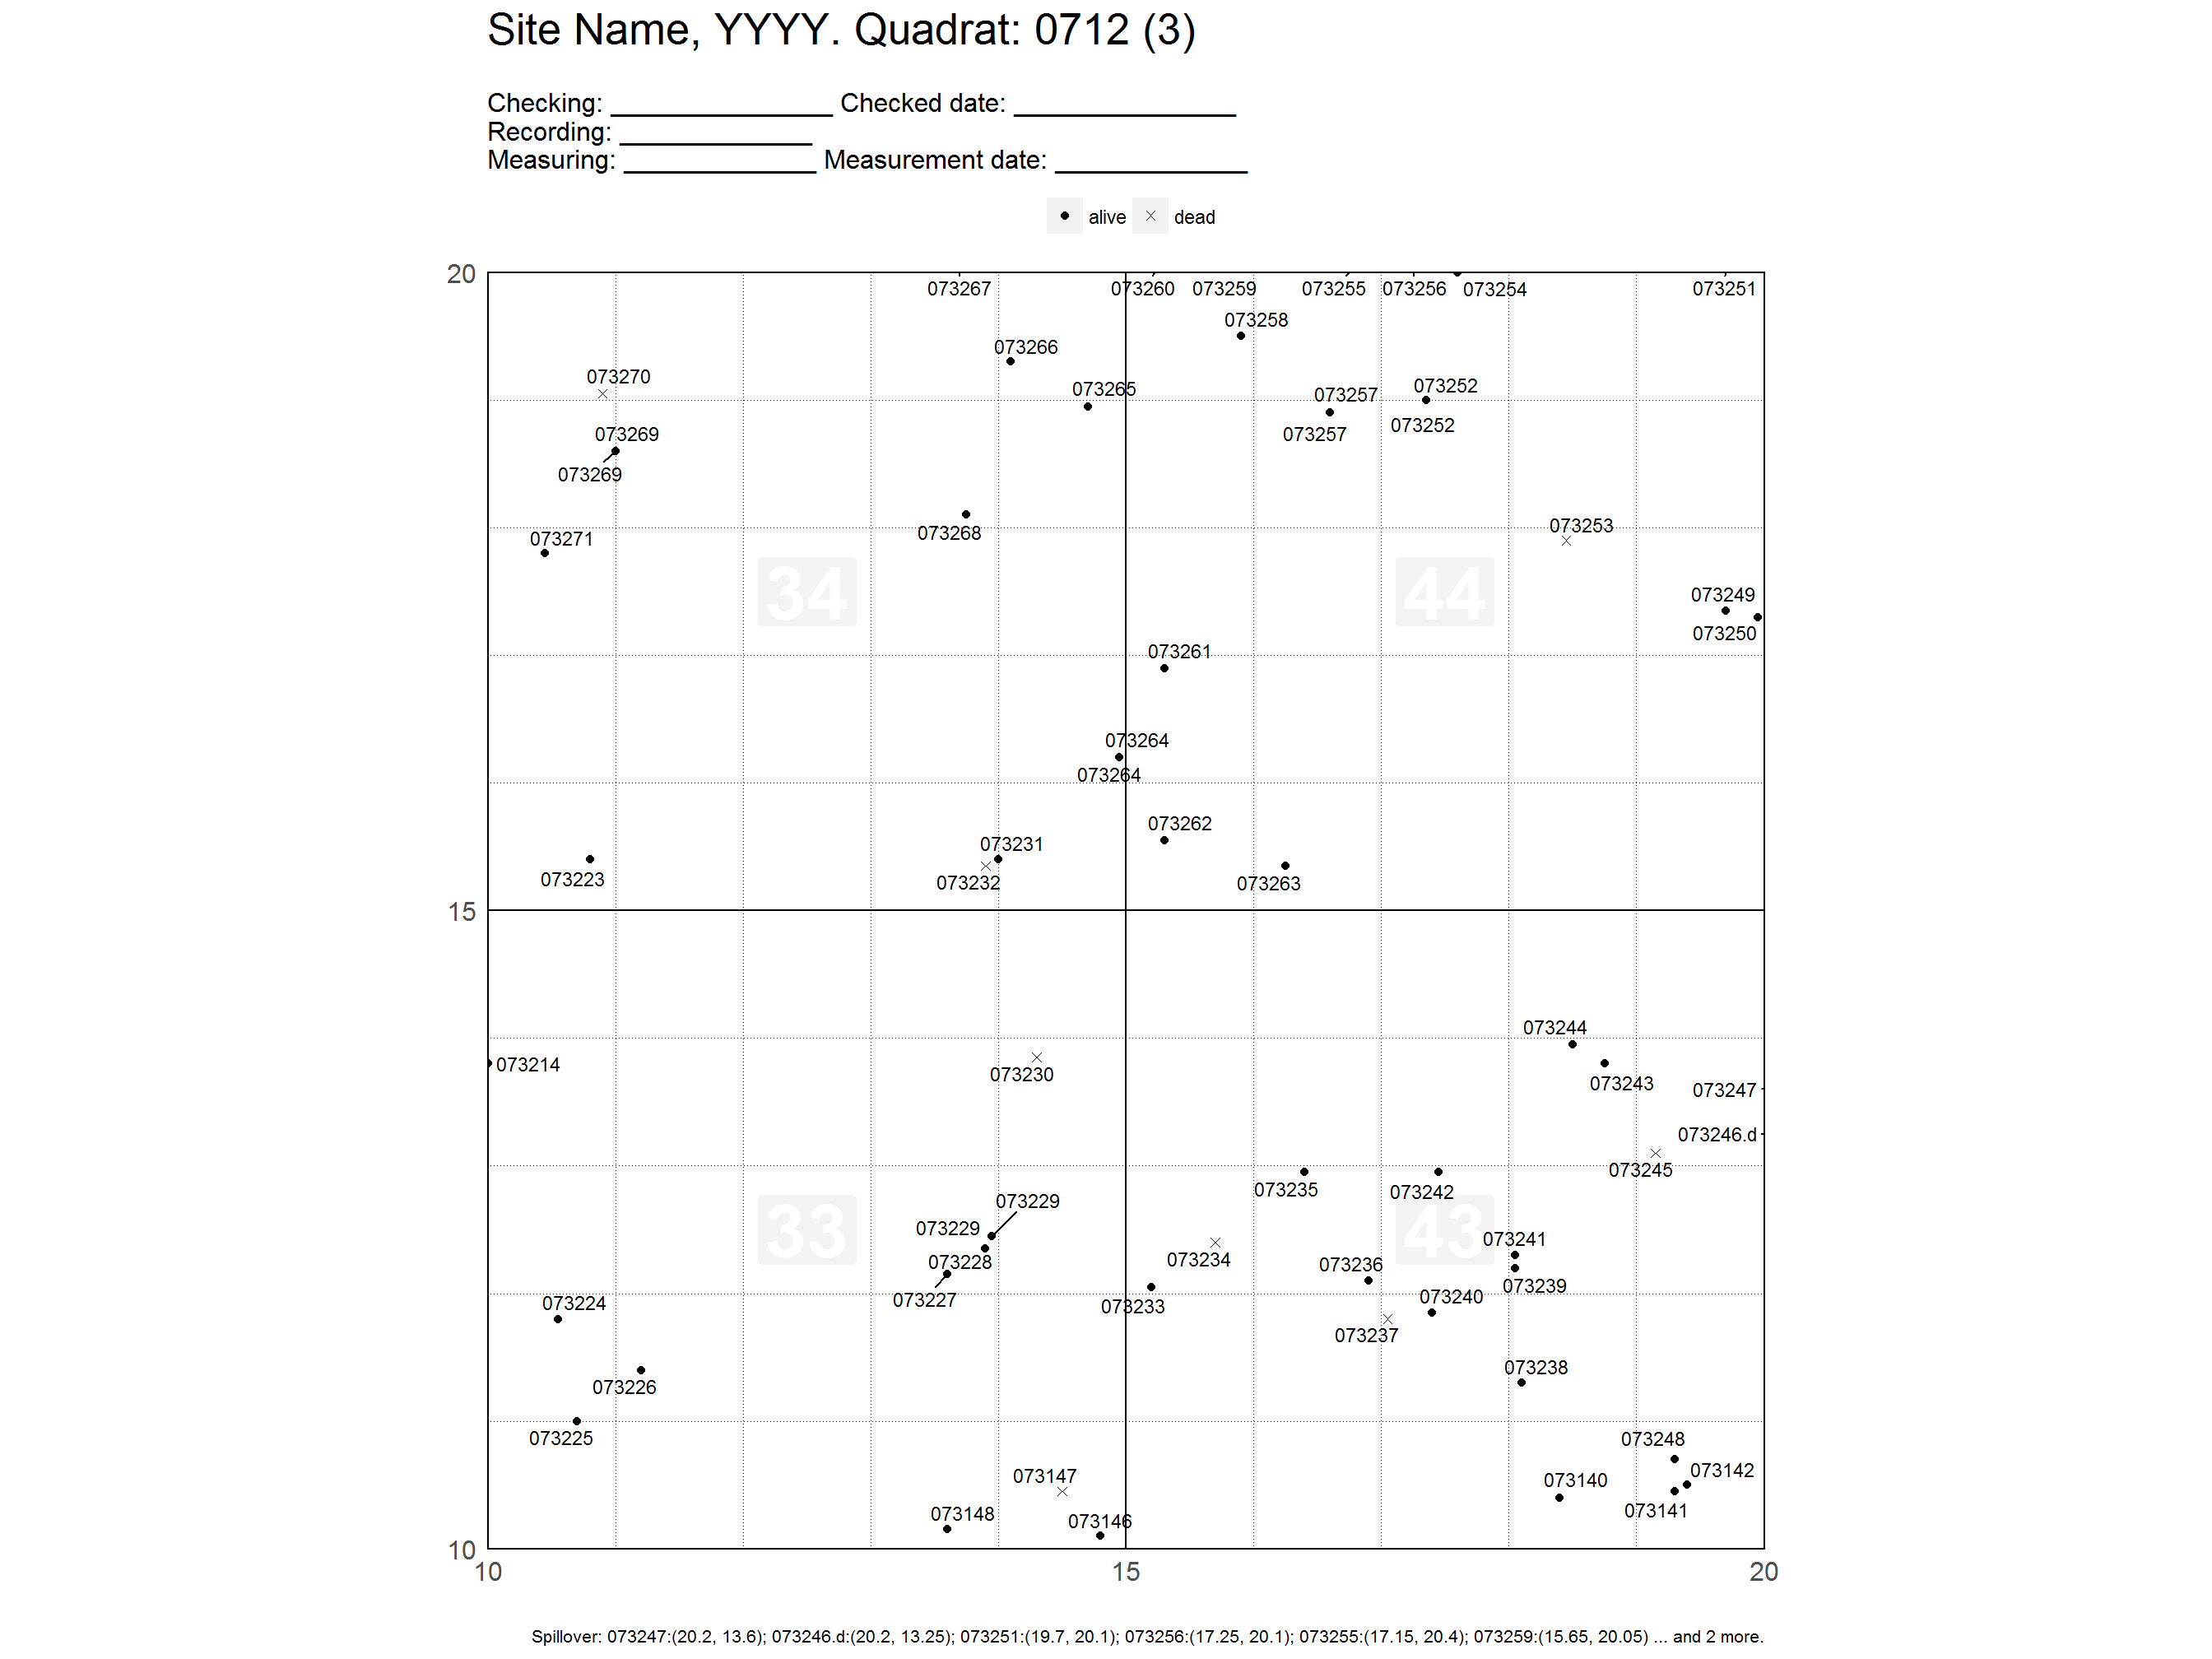 Site Name, YYYY. Quadrat: 0712 (3)
Checking: _______________ Checked date: _______________
Recording: _____________
Measuring: _____________ Measurement date: _____________
alive dead
20
073267 073260 073259 073255 073256 073254 073251
073258
073266
073270
073265 073257 073252
073257 073252
073269
073269
073268 073253
073271
34 44
073249
073250
073261
073264
073264
073262
073231
073223 073232 073263
15
073244
073214 073230 073243
073247
073246.d
073245
073235 073242
073229
073229 073241
33 43
073228 073234 073236
073239
073227 073240
073224 073233
073237
073238
073226
073225 073248
073147 073142
073140
073148 073146 073141
10
10 15 20
Spillover: 073247:(20.2, 13.6); 073246.d:(20.2, 13.25); 073251:(19.7, 20.1); 073256:(17.25, 20.1); 073255:(17.15, 20.4); 073259:(15.65, 20.05) ... and 2 more.